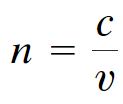 n = c/v